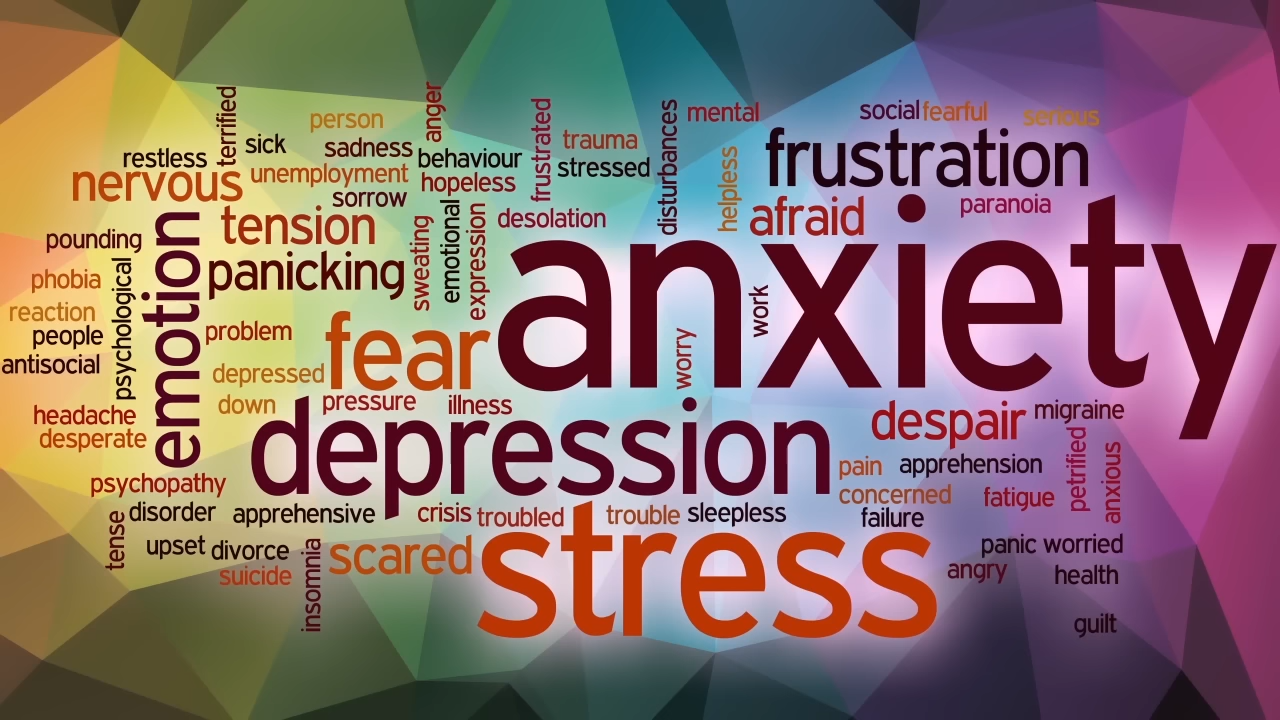 terrified
restless
sick
person
sadness
anger
behaviour
frustrated
trauma
stressed
disturbances
mental
social
fearful
serious
nervous
unemployment
sorrow
hopeless
helpless
frustration
tension
desolation
afraid
paranoia
pounding
emotion
panicking
sweating
emotional
expression
anxiety
phobia
psychological
reaction
people
antisocial
problem
fear
worry
work
depressed
down
pressure
illness
headache
desperate
depression
despair
migraine
pain
apprehension
petrified
anxious
psychopathy
concerned
fatigue
tense
disorder
apprehensive
crisis
troubled
trouble
sleepless
failure
upset
divorce
insomnia
scared
stress
panic
worried
suicide
angry
health
guilt